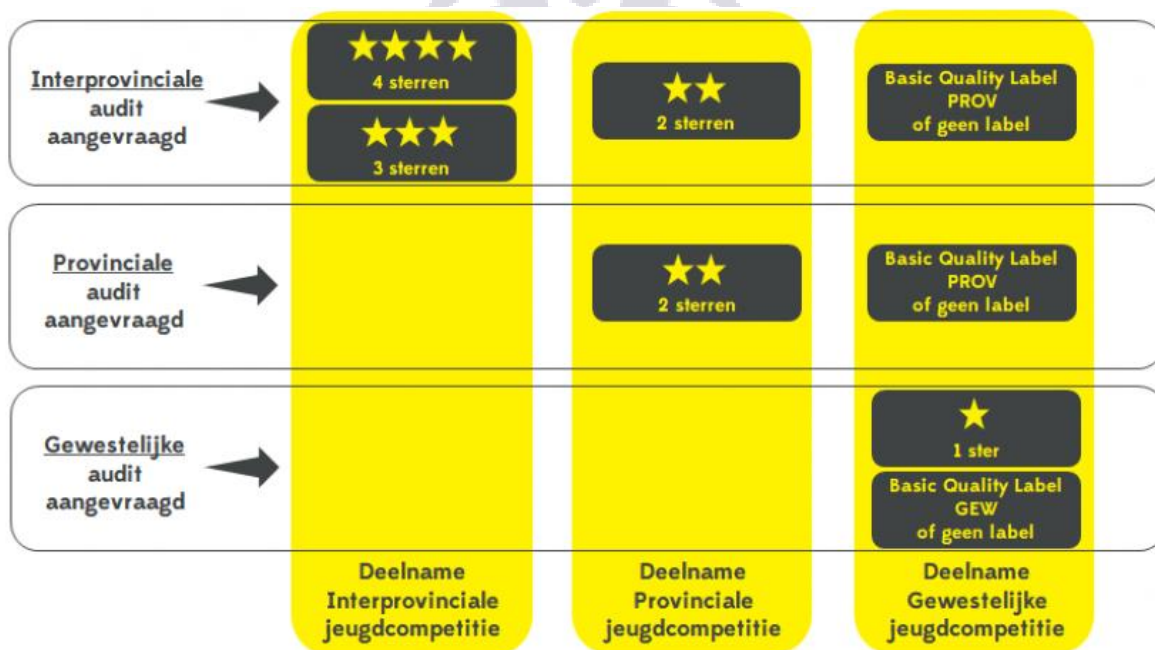 Interprovinciale
audit
aangevraagd
4 sterren
3 sterren
2 sterren
Basic Quality Label
PROV
of geen label
Provinciale
audit
aangevraagd
2 sterren
Basic Quality Label
PROV
of geen label
Gewestelijke
audit
aangevraagd
1 ster
Basic Quality Label
GEW
of geen label
Deelname
Interprovinciale
jeugdcompetitie
Deelname
Provinciale
jeugdcompetitie
Deelname
Gewestelijke
jeugdcompetitie